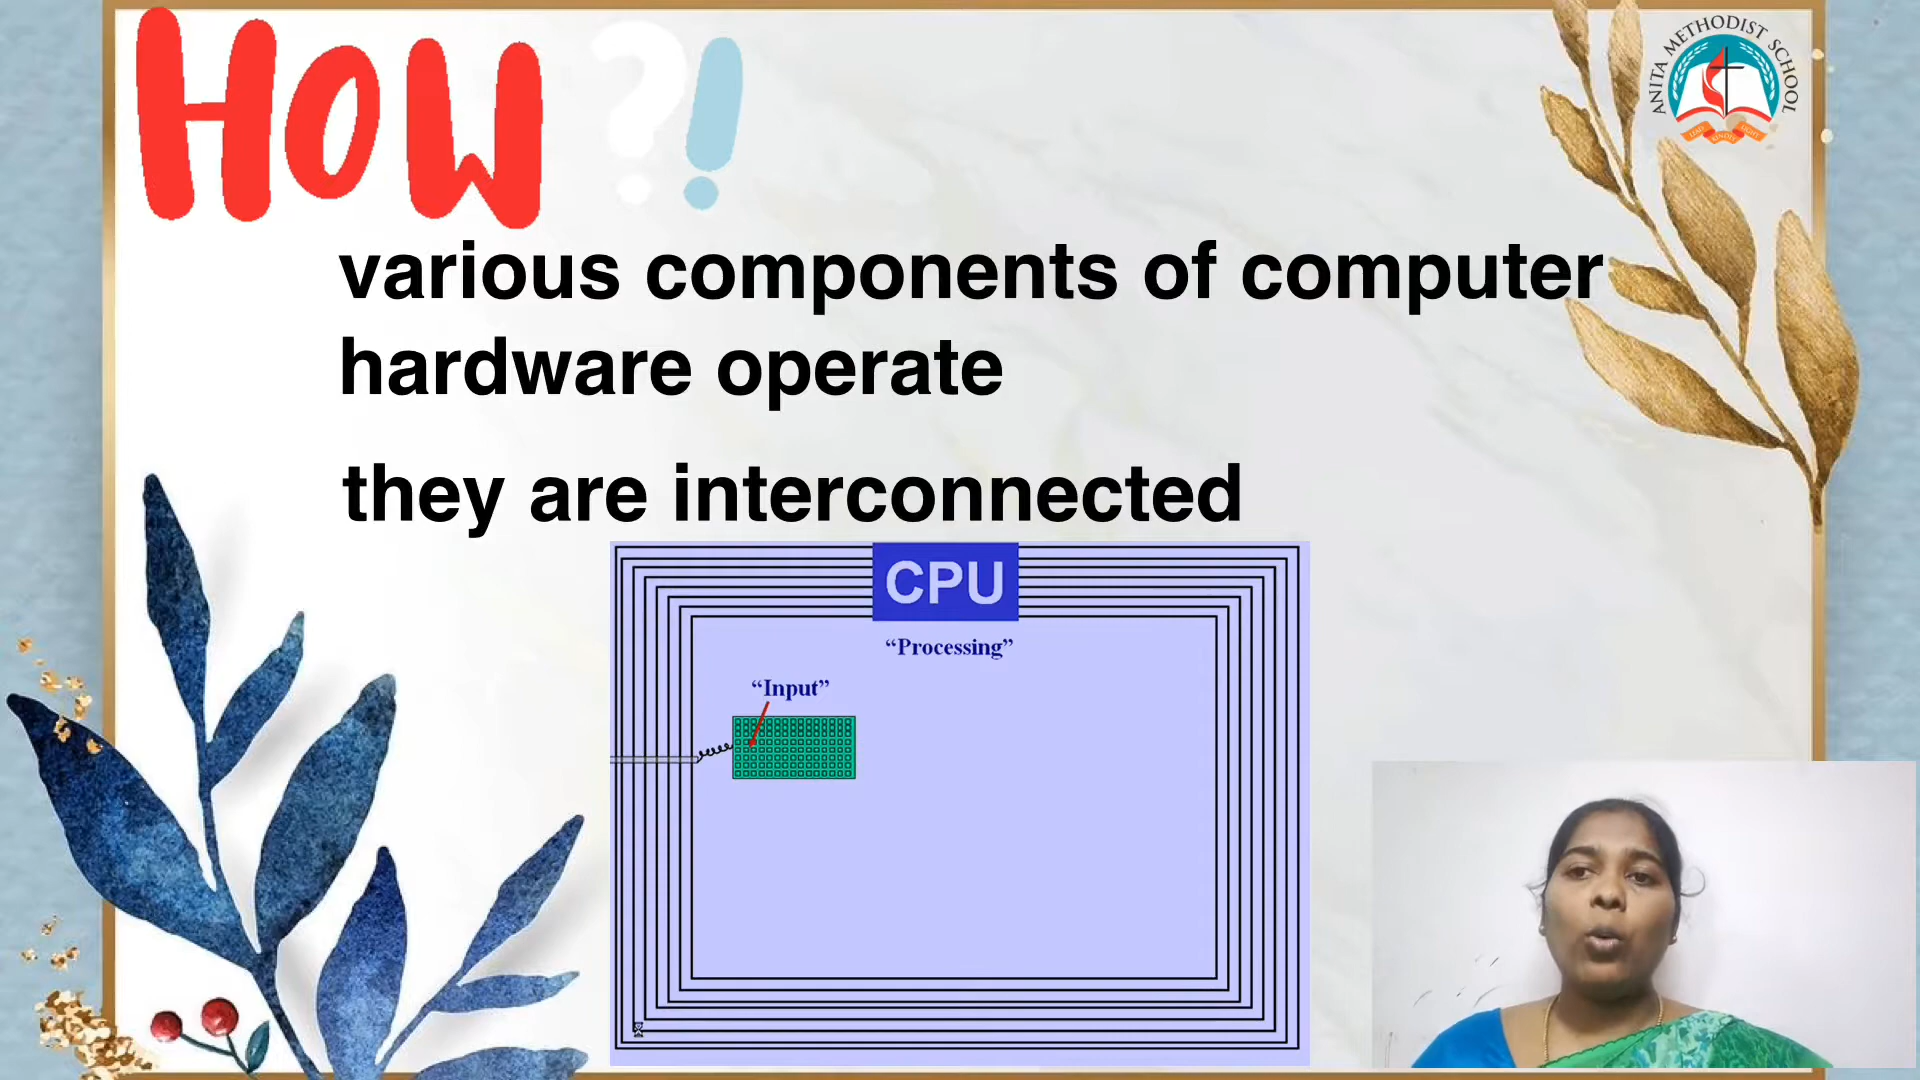 HOW ?!
ANITA METHODIST SCHOOL
various components of computer
hardware operate
they are interconnected
CPU
“Processing”
“Input”